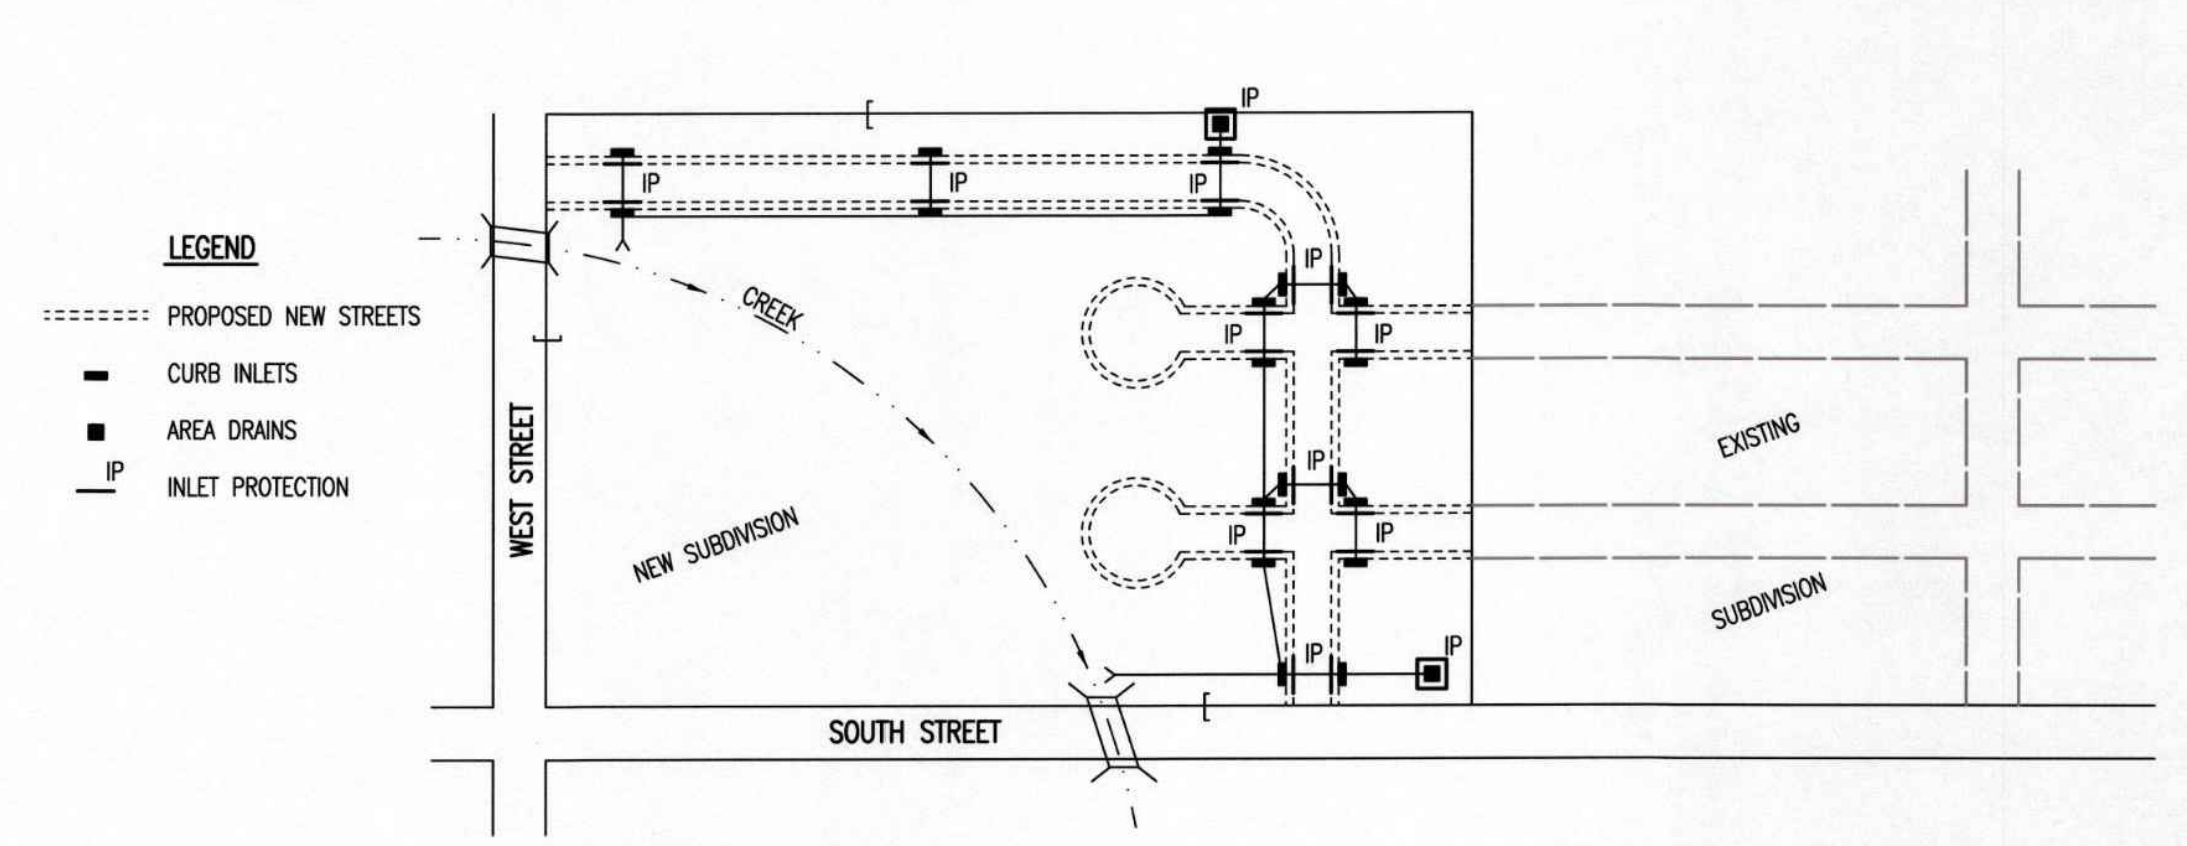 IP
IP
IP
IP
LEGEND
PROPOSED NEW STREETS
CURB INLETS
AREA DRAINS
IP
INLET PROTECTION
WEST STREET
CREEK
NEW SUBDIVISION
IP
IP
IP
IP
IP
IP
IP
IP
EXISTING
SUBDIVISION
SOUTH STREET